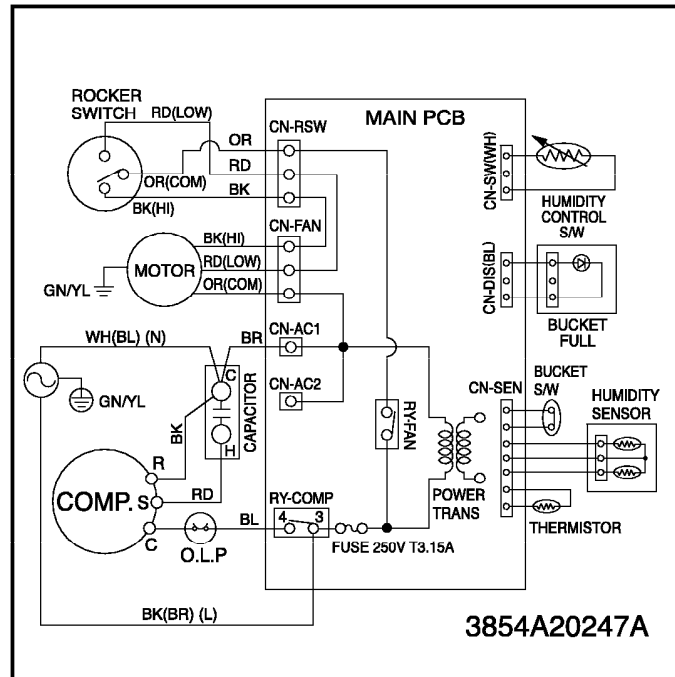 ROCKER
SWITCH
RD(LOW)
OR
OR(COM)
BK
BK(HI)
CN-RSW
RD
MAIN PCB
CN-SW(WH)
HUMIDITY
CONTROL
S/W
CN-FAN
BK(HI)
RD(LOW)
OR(COM)
MOTOR
GN/YL
CN-DIS(BL)
BUCKET
FULL
WH(BL) (N)
BR
CN-AC1
CN-AC2
GN/YL
C
H
CAPACITOR
BK
RY-FAN
CN-SEN
BUCKET
S/W
HUMIDITY
SENSOR
COMP.
R
S
C
RD
O.L.P
BL
RY-COMP
4
3
FUSE 250V T3.15A
POWER
TRANS
THERMISTOR
BK(BR) (L)
3854A20247A